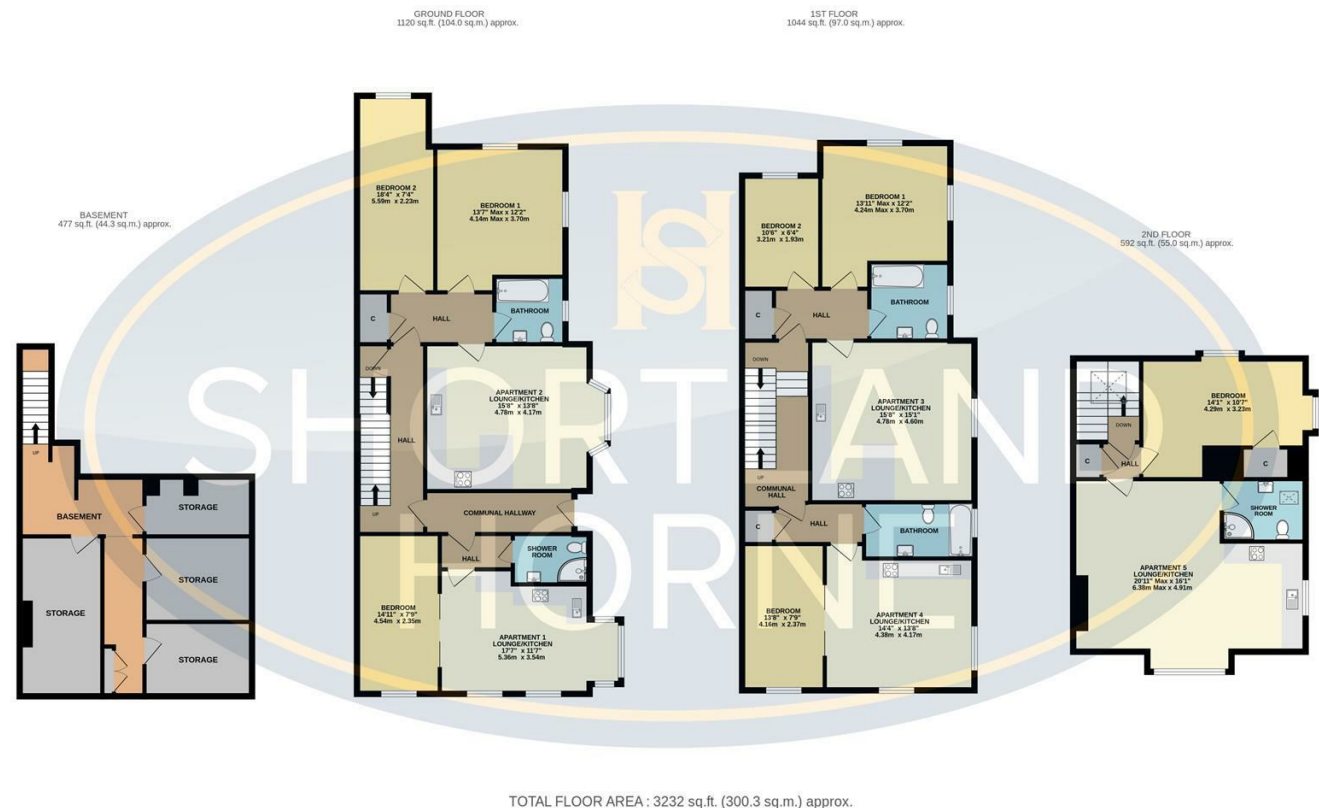 GROUND FLOOR
1120 sq.ft. (104.0 sq.m.) approx.
1ST FLOOR
1044 sq.ft. (97.0 sq.m.) approx.
BASEMENT
477 sq.ft. (44.3 sq.m.) approx.
2ND FLOOR
592 sq.ft. (55.0 sq.m.) approx.
SHORTLAND
HORNE
UP
BASEMENT
STORAGE
STORAGE
STORAGE
STORAGE
BEDROOM 2
18'4" x 7'4"
5.59m x 2.23m
BEDROOM 1
13'7" Max x 12'2"
4.14m Max x 3.70m
C
HALL
BATHROOM
DOWN
APARTMENT 2
LOUNGE/KITCHEN
15'8" x 13'8"
4.78m x 4.17m
HALL
UP
COMMUNAL HALLWAY
HALL
SHOWER
ROOM
BEDROOM
14'11" x 7'9"
4.54m x 2.35m
APARTMENT 1
LOUNGE/KITCHEN
17'7" x 11'7"
5.36m x 3.54m
BEDROOM 2
10'6" x 6'4"
3.21m x 1.93m
BEDROOM 1
13'11" Max x 12'2"
4.24m Max x 3.70m
C
HALL
BATHROOM
DOWN
APARTMENT 3
LOUNGE/KITCHEN
15'8" x 15'1"
4.78m x 4.60m
UP
COMMUNAL
HALL
C
HALL
BATHROOM
BEDROOM
13'8" x 7'9"
4.16m x 2.37m
APARTMENT 4
LOUNGE/KITCHEN
14'4" x 13'8"
4.38m x 4.17m
BEDROOM
14'1" x 10'7"
4.29m x 3.23m
DOWN
C
HALL
C
SHOWER
ROOM
APARTMENT 5
LOUNGE/KITCHEN
20'11" Max x 16'1"
6.38m Max x 4.91m
TOTAL FLOOR AREA : 3232 sq.ft. (300.3 sq.m.) approx.